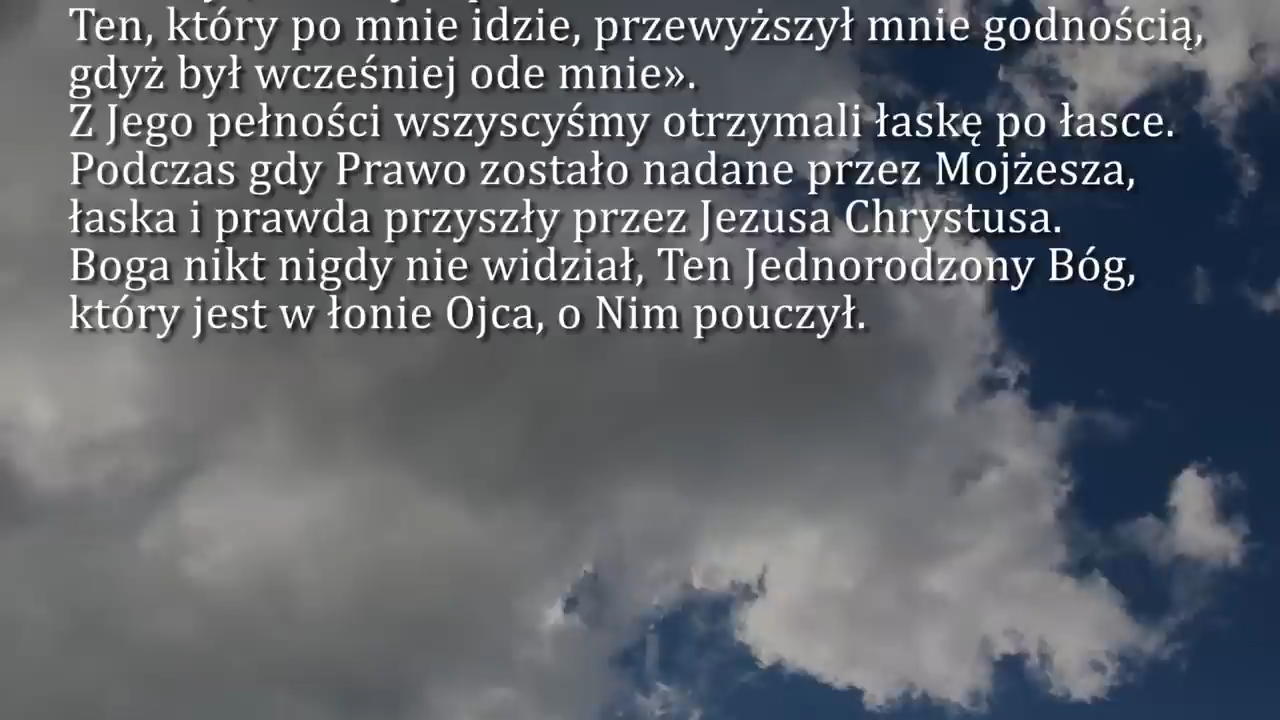 Ten, który po mnie idzie, przewyższył mnie godnością,
gdyż był wcześniej ode mnie».
Z Jego pełności wszyscyśmy otrzymali łaskę po łasce.
Podczas gdy Prawo zostało nadane przez Mojżesza,
łaska i prawda przyszły przez Jezusa Chrystusa.
Boga nikt nigdy nie widział, Ten Jednorodzony Bóg,
który jest w łonie Ojca, o Nim pouczył.